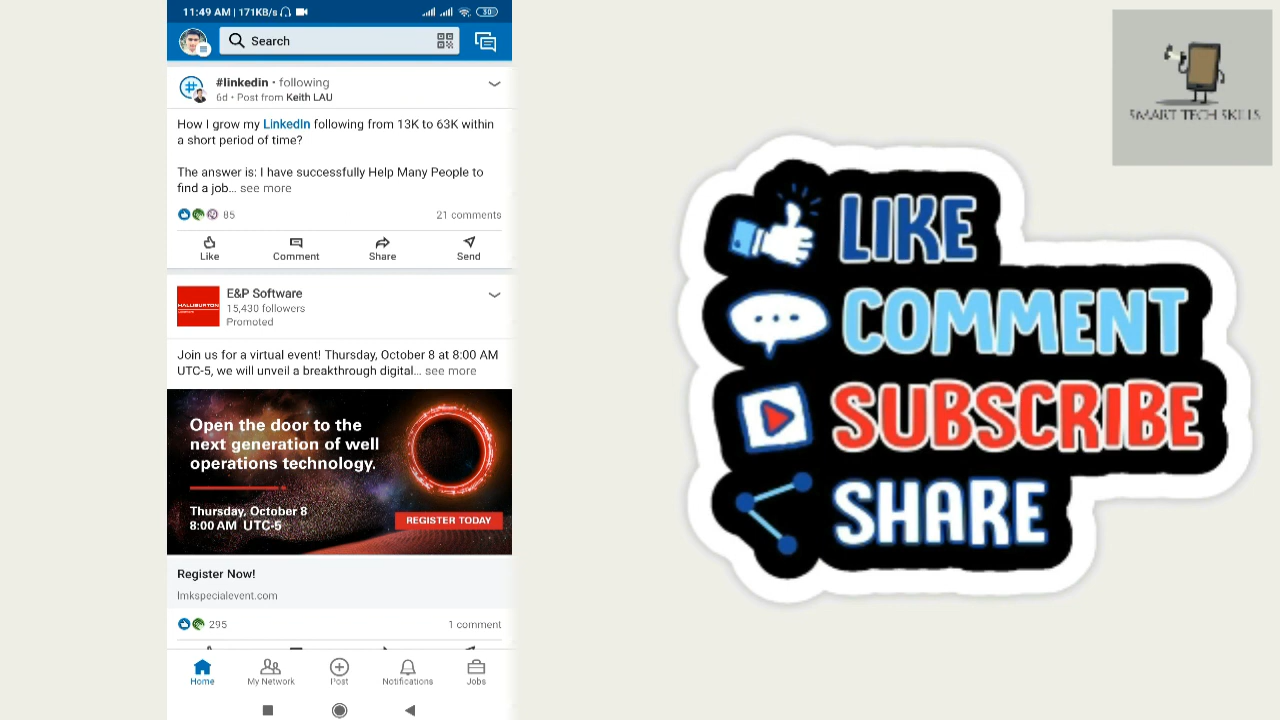 11:49 AM | 171KB/s
30
Search
#linkedin • following
6d • Post from Keith LAU
How I grow my LinkedIn following from 13K to 63K within
a short period of time?
The answer is: I have successfully Help Many People to
find a job... see more
85
21 comments
Like
Comment
Share
Send
HALLIBURTON
E&P Software
15,430 followers
Promoted
Join us for a virtual event! Thursday, October 8 at 8:00 AM
UTC-5, we will unveil a breakthrough digital... see more
Open the door to the
next generation of well
operations technology.
Thursday, October 8
8:00 AM UTC-5
REGISTER TODAY
Register Now!
lmkspecialevent.com
295
1 comment
Home
My Network
Post
Notifications
Jobs
SMART TECH SKILLS
LIKE
COMMENT
SUBSCRIBE
SHARE